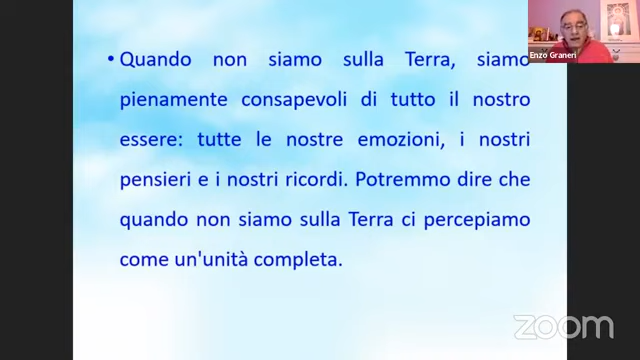 Enzo Graneri
• Quando non siamo sulla Terra, siamo
pienamente consapevoli di tutto il nostro
essere: tutte le nostre emozioni, i nostri
pensieri e i nostri ricordi. Potremmo dire che
quando non siamo sulla Terra ci percepiamo
come un'unità completa.
zoom